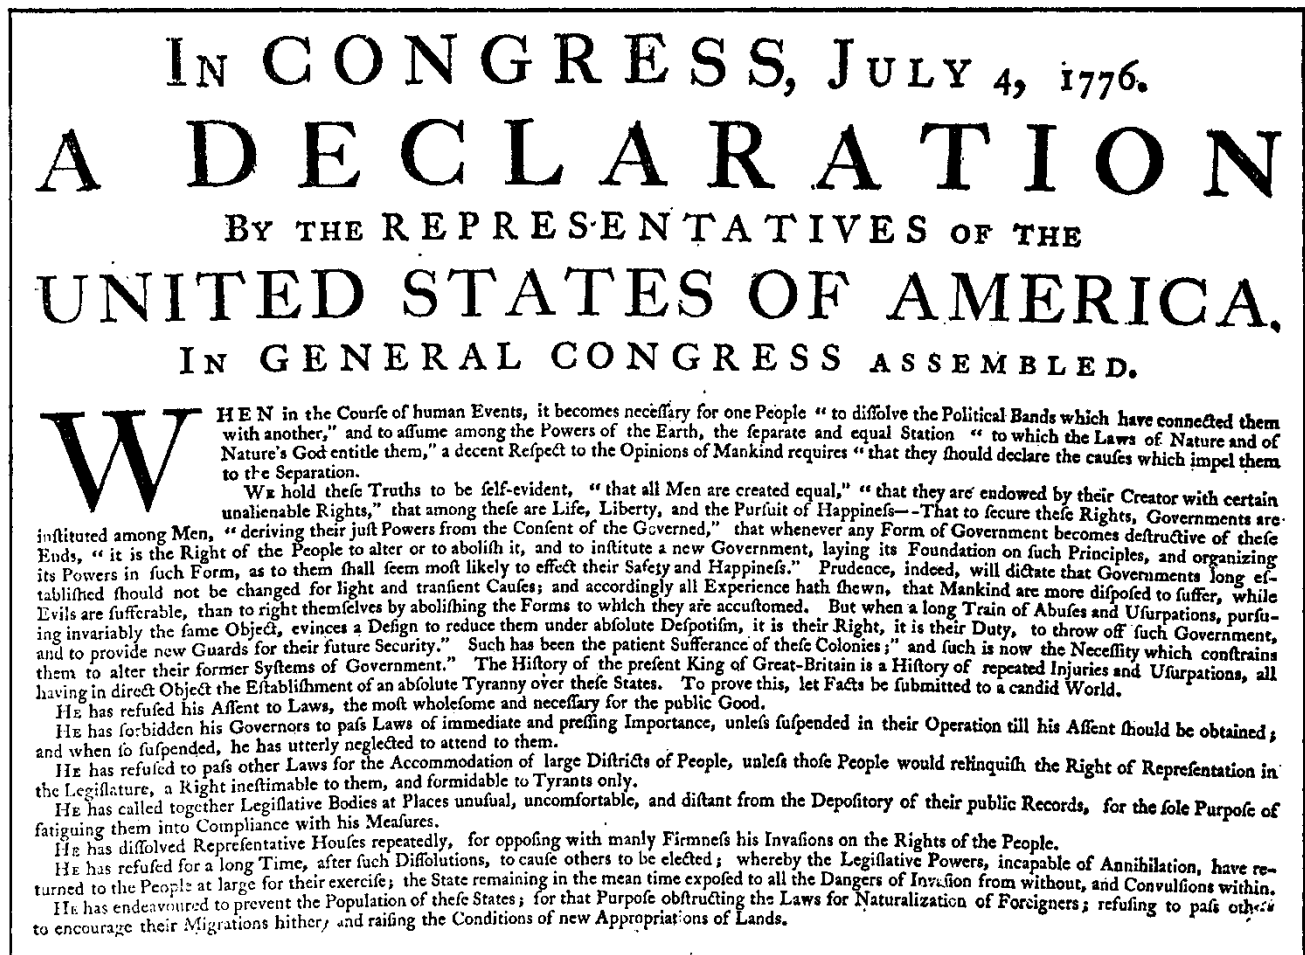 IN CONGRESS, JULY 4, 1776.
A DECLARATION
BY THE REPRESENTATIVES OF THE
UNITED STATES OF AMERICA,
IN GENERAL CONGRESS ASSEMBLED.
WHEN in the Courſe of human Events, it becomes neceſſary for one People “ to diſſolve the Political Bands which have connected them
with another,” and to aſſume among the Powers of the Earth, the ſeparate and equal Station “ to which the Laws of Nature and of
Nature's God entitle them,” a decent Reſpect to the Opinions of Mankind requires “ that they ſhould declare the cauſes which impel them
to the Separation.
WE hold theſe Truths to be ſelf-evident, “ that all Men are created equal,” “ that they are endowed by their Creator with certain
unalienable Rights,” that among theſe are Life, Liberty, and the Purſuit of Happineſs—-That to ſecure theſe Rights, Governments are
inſtituted among Men, “ deriving their juſt Powers from the Conſent of the Governed,” that whenever any Form of Government becomes deſtructive of theſe
Ends, “ it is the Right of the People to alter or to aboliſh it, and to inſtitute a new Government, laying its Foundation on ſuch Principles, and organizing
its Powers in ſuch Form, as to them ſhall ſeem moſt likely to effect their Safety and Happineſs.” Prudence, indeed, will dictate that Governments long eſ-
tabliſhed ſhould not be changed for light and tranſient Cauſes; and accordingly all Experience hath ſhewn, that Mankind are more diſpoſed to ſuffer, while
Evils are ſufferable, than to right themſelves by aboliſhing the Forms to which they are accuſtomed. But when a long Train of Abuſes and Uſurpations, purſu-
ing invariably the ſame Object, evinces a Deſign to reduce them under abſolute Deſpotiſm, it is their Right, it is their Duty, to throw off ſuch Government,
and to provide new Guards for their future Security.” Such has been the patient Sufferance of theſe Colonies;” and ſuch is now the Neceſſity which conſtrains
them to alter their former Syſtems of Government.” The Hiſtory of the preſent King of Great-Britain is a Hiſtory of repeated Injuries and Uſurpations, all
having in direct Object the Eſtabliſhment of an abſolute Tyranny over theſe States. To prove this, let Facts be ſubmitted to a candid World.
HE has refuſed his Aſſent to Laws, the moſt wholeſome and neceſſary for the public Good.
HE has forbidden his Governors to paſs Laws of immediate and preſſing Importance, unleſs ſuſpended in their Operation till his Aſſent ſhould be obtained;
and when ſo ſuſpended, he has utterly neglected to attend to them.
HE has refuſed to paſs other Laws for the Accommodation of large Diſtricts of People, unleſs thoſe People would relinquiſh the Right of Repreſentation in
the Legiſlature, a Right ineſtimable to them, and formidable to Tyrants only.
HE has called together Legiſlative Bodies at Places unuſual, uncomfortable, and diſtant from the Depoſitory of their public Records, for the ſole Purpoſe of
fatiguing them into Compliance with his Meaſures.
HE has diſſolved Repreſentative Houſes repeatedly, for oppoſing with manly Firmneſs his Invaſions on the Rights of the People.
HE has refuſed for a long Time, after ſuch Diſſolutions, to cauſe others to be elected; whereby the Legiſlative Powers, incapable of Annihilation, have re-
turned to the People at large for their exerciſe; the State remaining in the mean time expoſed to all the Dangers of Invaſion from without, and Convulſions within.
HE has endeavoured to prevent the Population of theſe States; for that Purpoſe obſtructing the Laws for Naturalization of Foreigners; refuſing to paſs others
to encourage their Migrations hither, and raiſing the Conditions of new Appropriations of Lands.